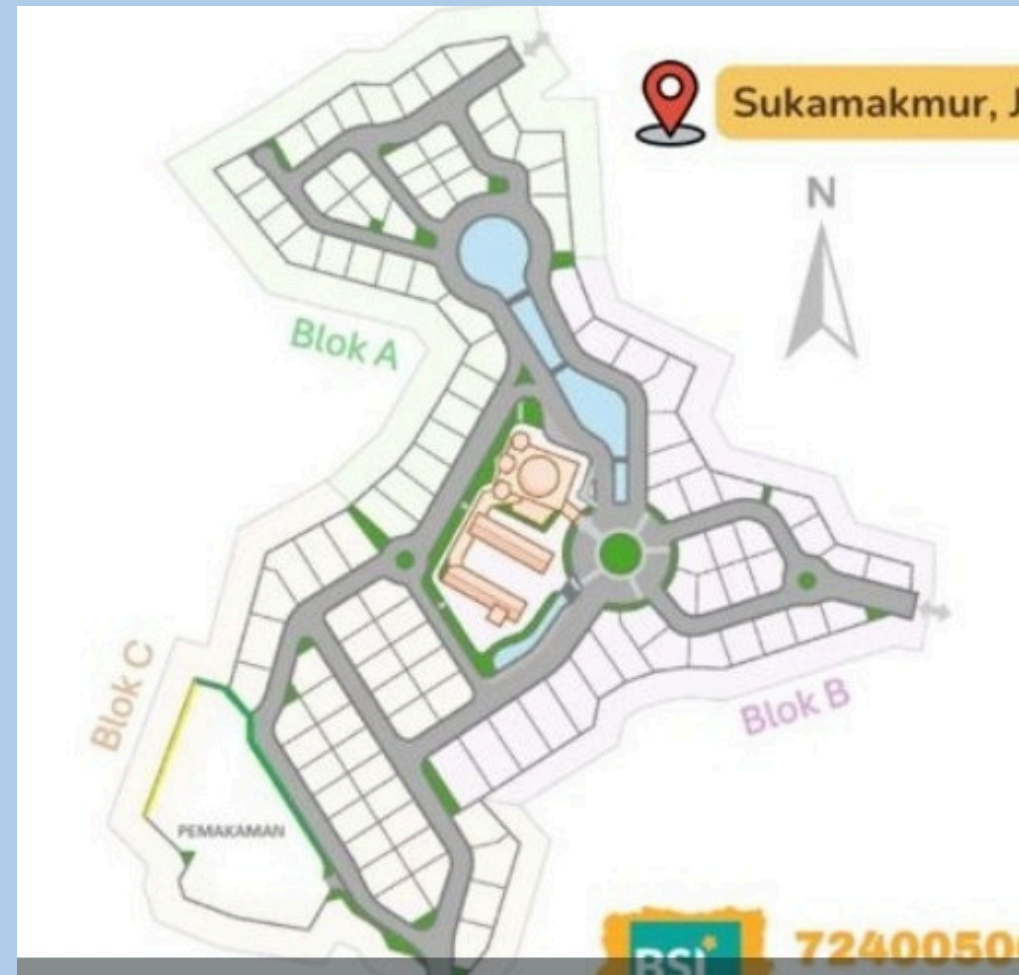 Sukamakmur, J
N
Blok A
Blok C
Blok B
PEMAKAMAN
BSI
7240050